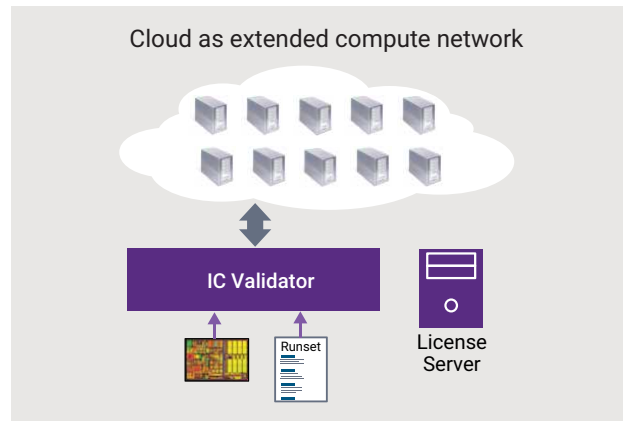 Cloud as extended compute network
IC Validator
Runset
License
Server